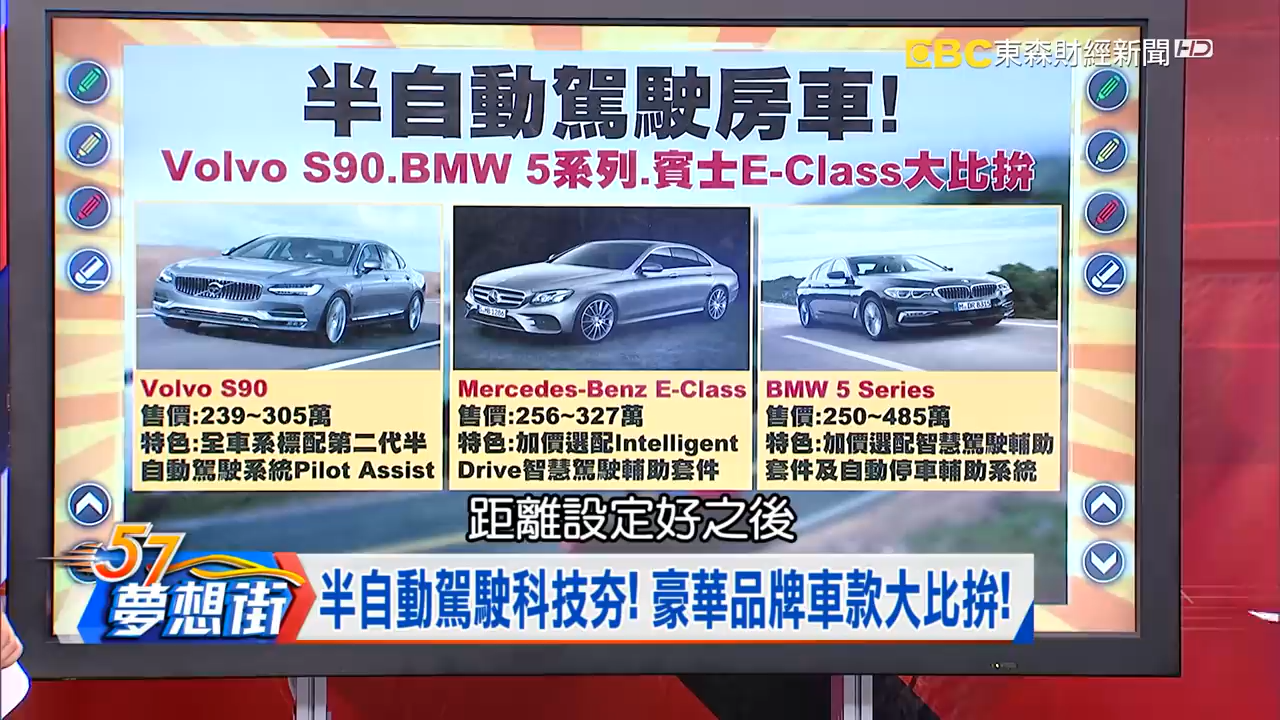 EBC 東森財經新聞 HD
半自動駕駛房車!
Volvo S90.BMW 5系列.賓士E-Class大比拚
Volvo S90
售價:239~305萬
特色:全車系標配第二代半
自動駕駛系統Pilot Assist
Mercedes-Benz E-Class
售價:256~327萬
特色:加價選配Intelligent
Drive智慧駕駛輔助套件
BMW 5 Series
售價:250~485萬
特色:加價選配智慧駕駛輔助
套件及自動停車輔助系統
距離設定好之後
57
夢想街
半自動駕駛科技夯! 豪華品牌車款大比拚!